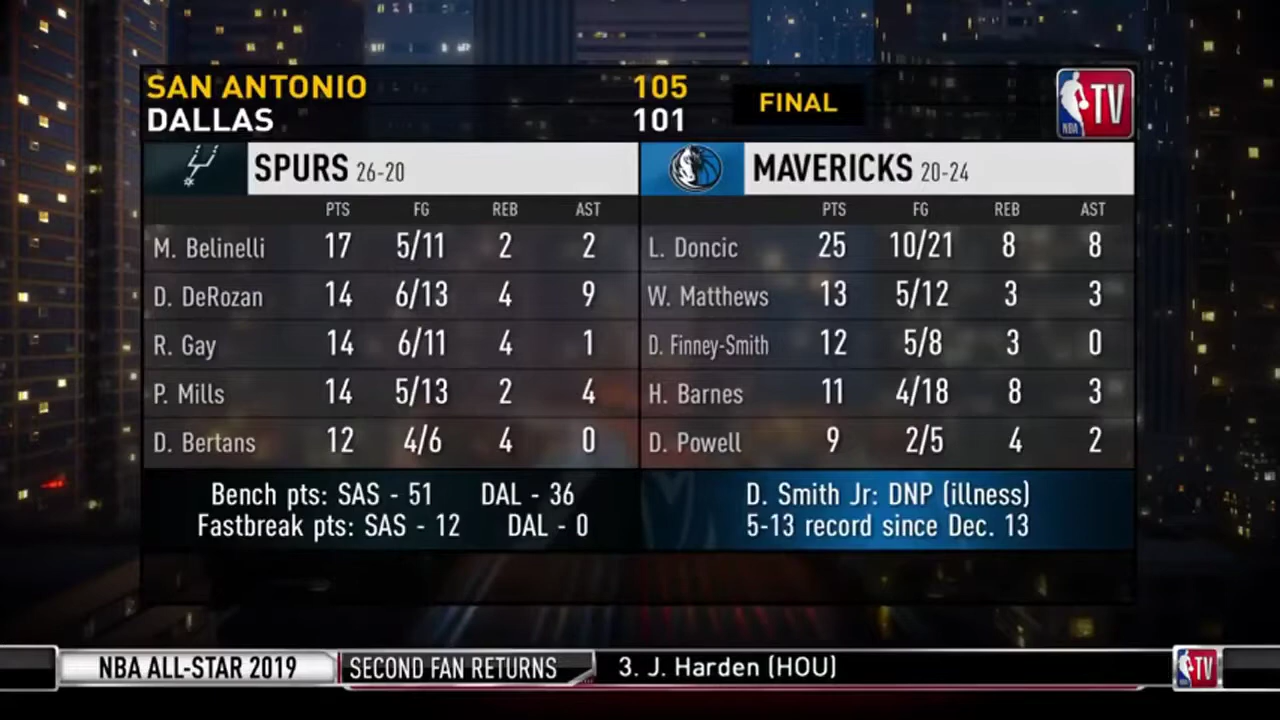 SAN ANTONIO 105
DALLAS 101
FINAL
NBA TV
SPURS 26-20
PTS FG REB AST
M. Belinelli 17 5/11 2 2
D. DeRozan 14 6/13 4 9
R. Gay 14 6/11 4 1
P. Mills 14 5/13 2 4
D. Bertans 12 4/6 4 0
Bench pts: SAS - 51 DAL - 36
Fastbreak pts: SAS - 12 DAL - 0
MAVERICKS 20-24
PTS FG REB AST
L. Doncic 25 10/21 8 8
W. Matthews 13 5/12 3 3
D. Finney-Smith 12 5/8 3 0
H. Barnes 11 4/18 8 3
D. Powell 9 2/5 4 2
D. Smith Jr: DNP (illness)
5-13 record since Dec. 13
NBA ALL-STAR 2019 SECOND FAN RETURNS 3. J. Harden (HOU)
TV